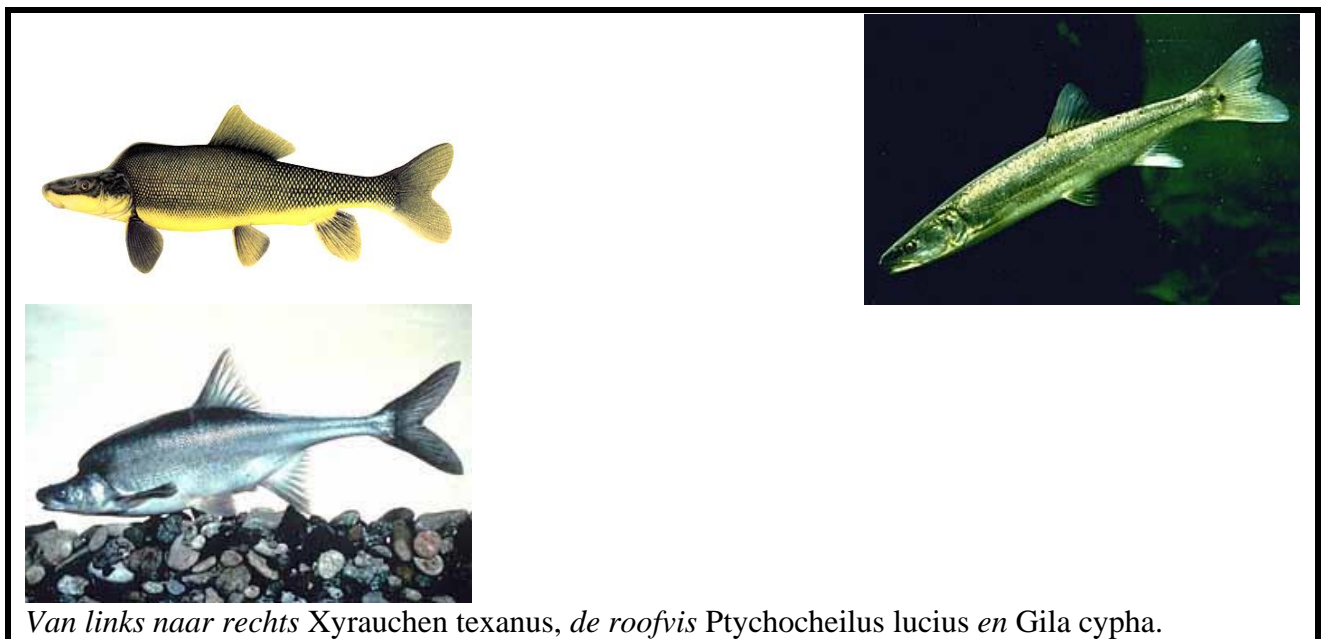 Van links naar rechts Xyrauchen texanus, de roofvis Ptychocheilus lucius en Gila cypha.